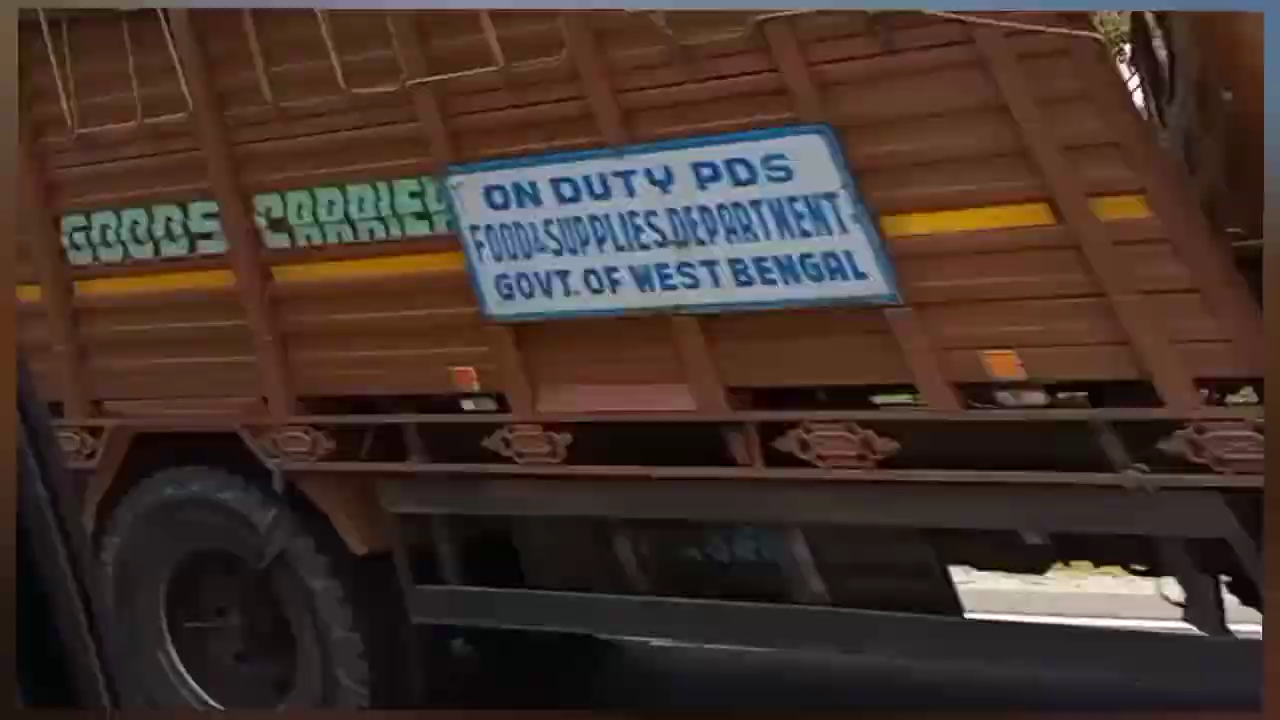 GOODS CARRIER
ON DUTY PDS
FOOD & SUPPLIES DEPARTMENT
GOVT. OF WEST BENGAL